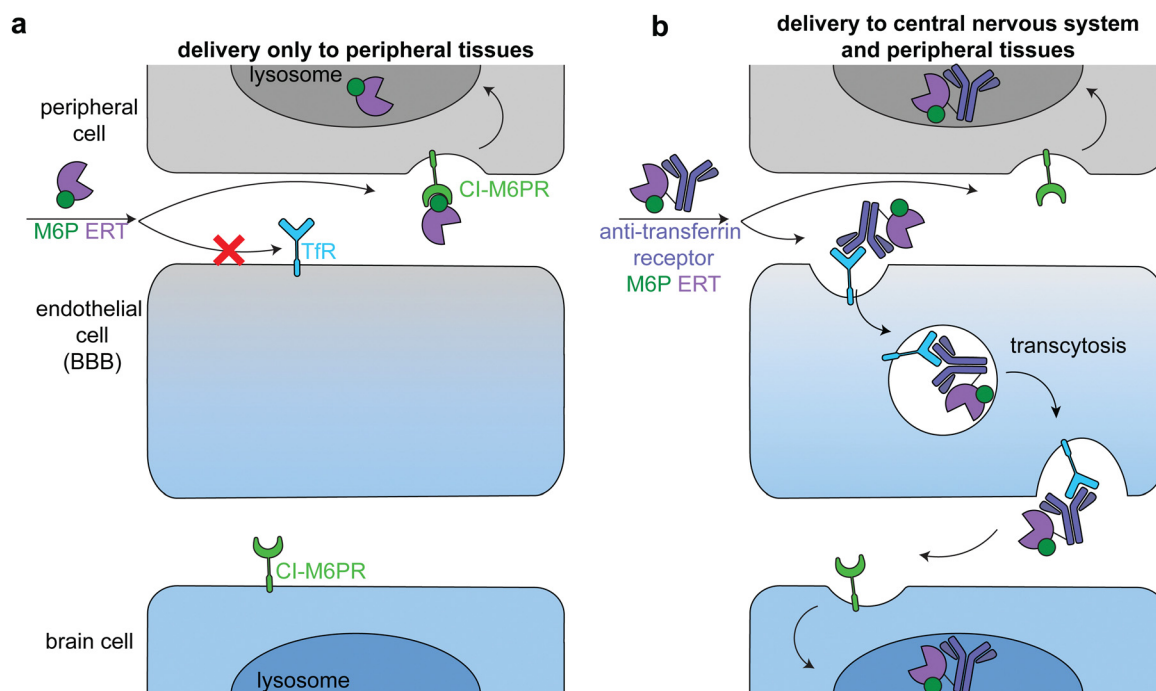 a
delivery only to peripheral tissues
lysosome
peripheral
cell
CI-M6PR
M6P ERT
TfR
endothelial
cell
(BBB)
CI-M6PR
brain cell
lysosome
b
delivery to central nervous system
and peripheral tissues
anti-transferrin
receptor
M6P ERT
transcytosis